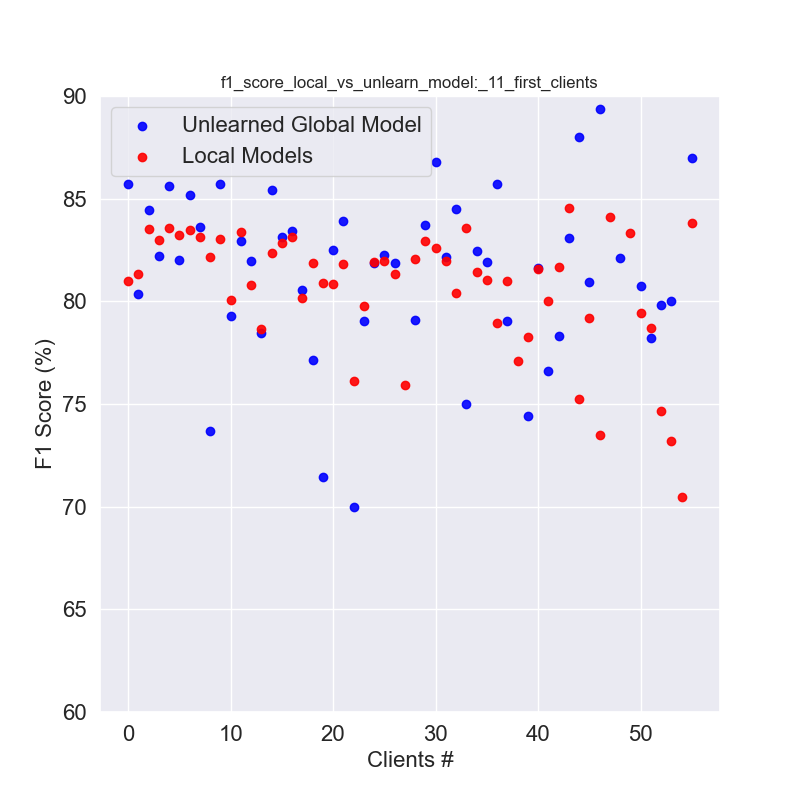 f1_score_local_vs_unlearn_model:_11_first_clients
90
Unlearned Global Model
Local Models
85
80
75
70
65
60
F1 Score (%)
0 10 20 30 40 50
Clients #